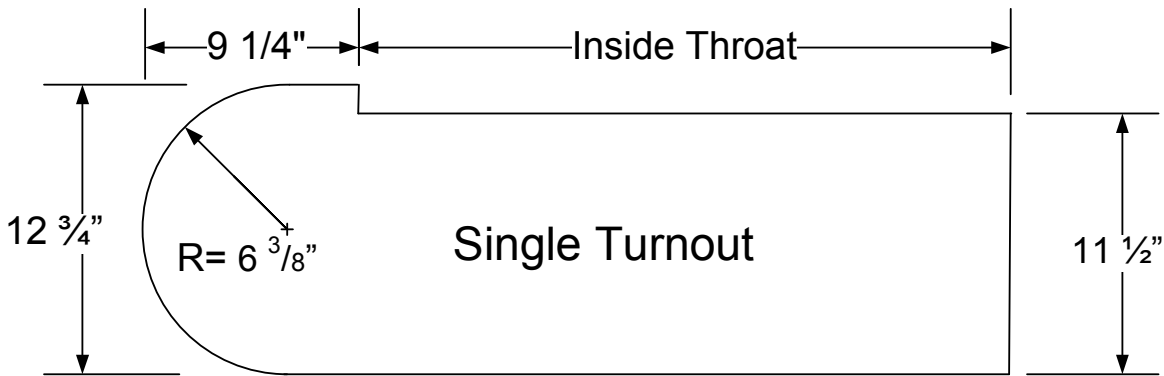 9 1/4"
Inside Throat
12 ¾”
R= 6 3/8”
Single Turnout
11 ½”